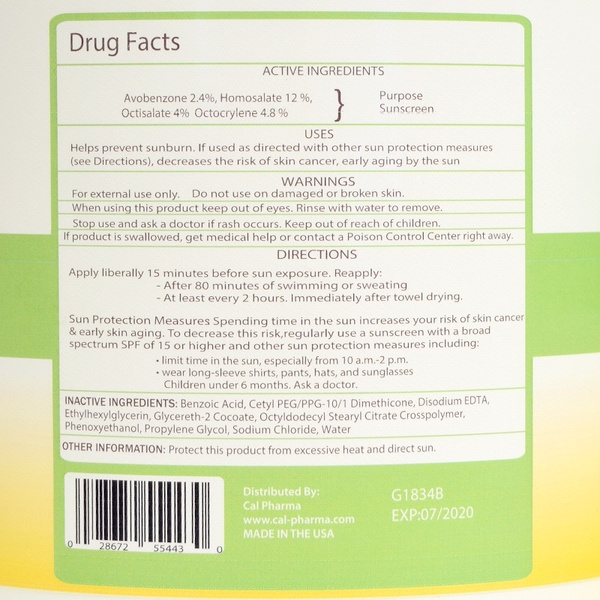 Drug Facts
ACTIVE INGREDIENTS
Avobenzone 2.4%, Homosalate 12 %,
Octisalate 4% Octocrylene 4.8 %
}
Purpose
Sunscreen
USES
Helps prevent sunburn. If used as directed with other sun protection measures
(see Directions), decreases the risk of skin cancer, early aging by the sun
WARNINGS
For external use only. Do not use on damaged or broken skin.
When using this product keep out of eyes. Rinse with water to remove.
Stop use and ask a doctor if rash occurs. Keep out of reach of children.
If product is swallowed, get medical help or contact a Poison Control Center right away.
DIRECTIONS
Apply liberally 15 minutes before sun exposure. Reapply:
- After 80 minutes of swimming or sweating
- At least every 2 hours. Immediately after towel drying.
Sun Protection Measures Spending time in the sun increases your risk of skin cancer
& early skin aging. To decrease this risk,regularly use a sunscreen with a broad
spectrum SPF of 15 or higher and other sun protection measures including:
• limit time in the sun, especially from 10 a.m.-2 p.m.
• wear long-sleeve shirts, pants, hats, and sunglasses
Children under 6 months. Ask a doctor.
INACTIVE INGREDIENTS: Benzoic Acid, Cetyl PEG/PPG-10/1 Dimethicone, Disodium EDTA,
Ethylhexylglycerin, Glycereth-2 Cocoate, Octyldodecyl Stearyl Citrate Crosspolymer,
Phenoxyethanol, Propylene Glycol, Sodium Chloride, Water
OTHER INFORMATION: Protect this product from excessive heat and direct sun.
0 28672 55443 0
Distributed By:
Cal Pharma
www.cal-pharma.com
MADE IN THE USA
G1834B
EXP:07/2020